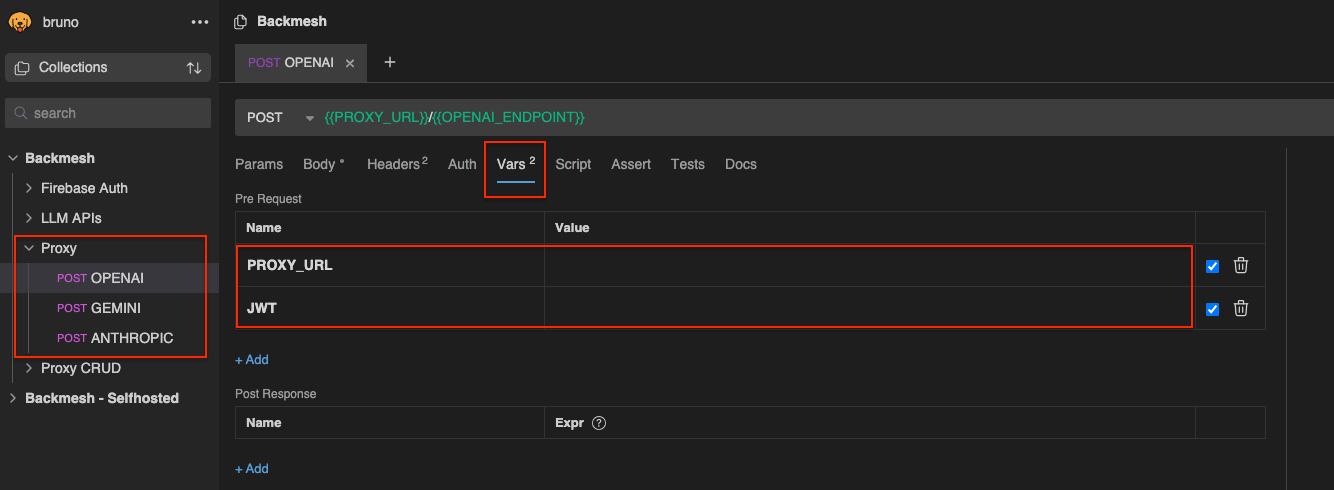 bruno
Collections
search
Backmesh
Firebase Auth
LLM APIs
Proxy
POST OPENAI
POST GEMINI
POST ANTHROPIC
Proxy CRUD
Backmesh - Selfhosted
Backmesh
POST OPENAI
POST {{PROXY_URL}}/{{OPENAI_ENDPOINT}}
Params Body Headers 2 Auth Vars 2 Script Assert Tests Docs
Pre Request
Name Value
PROXY_URL
JWT
+ Add
Post Response
Name Expr ?
+ Add